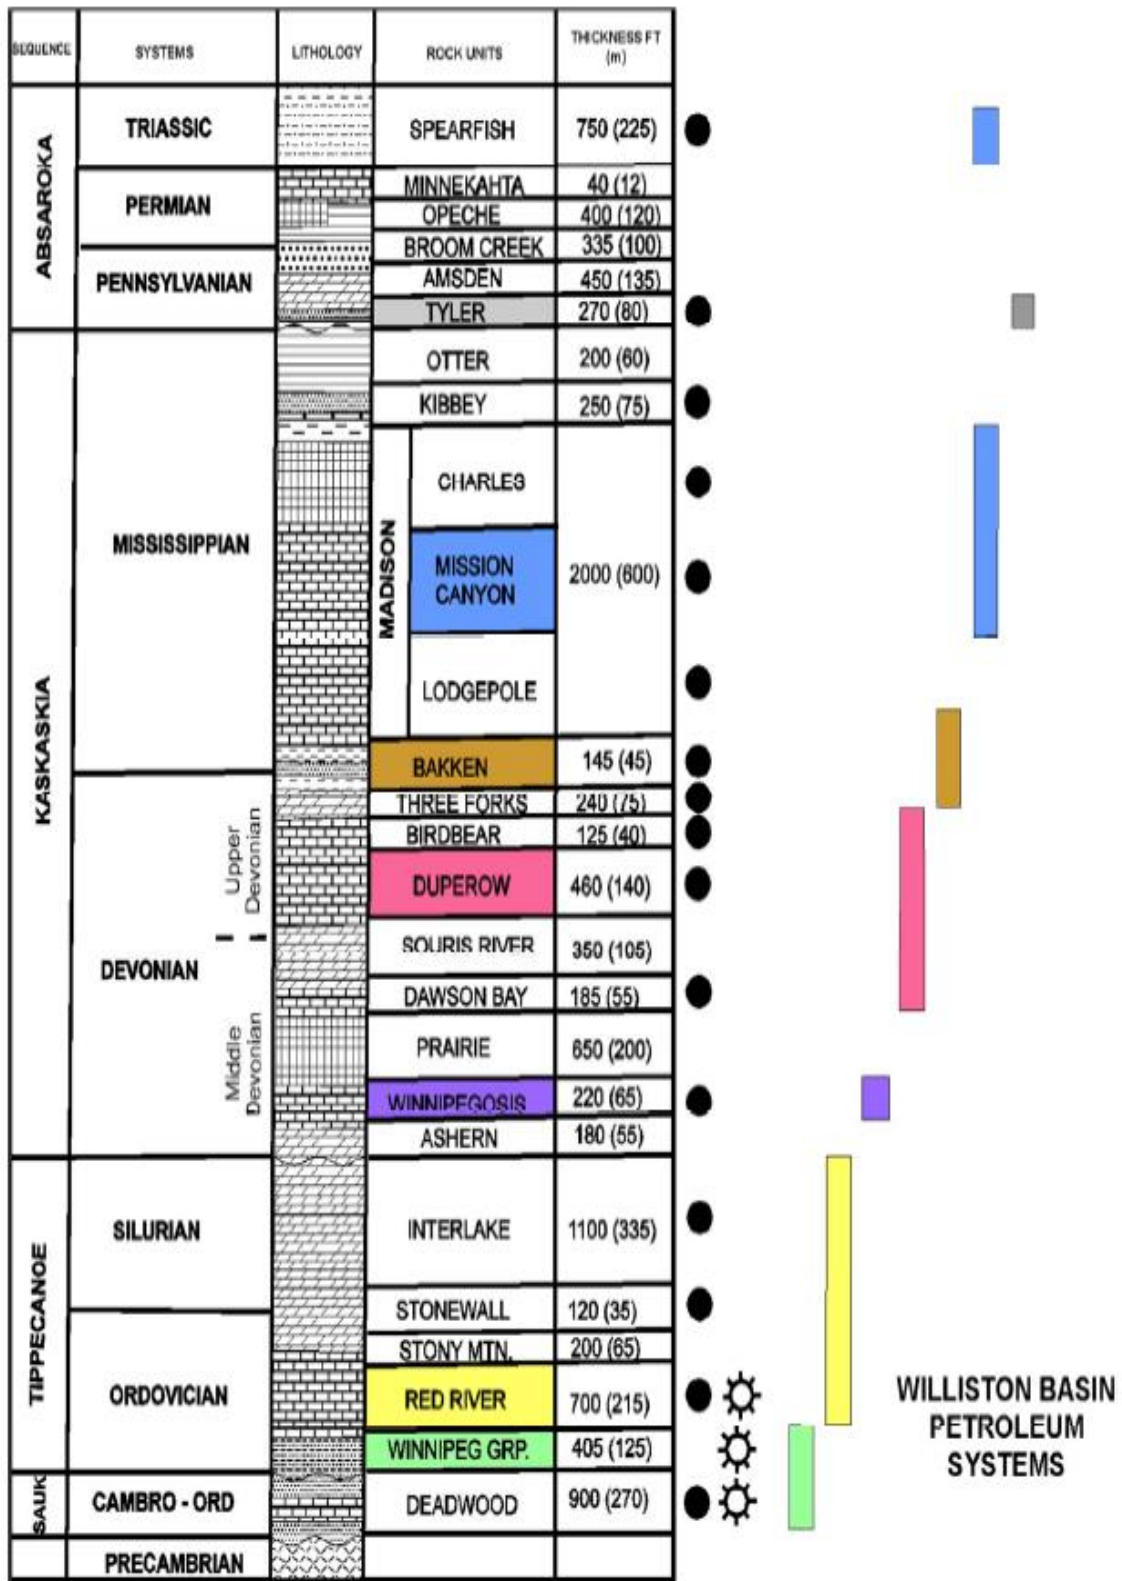 SEQUENCE SYSTEMS LITHOLOGY ROCK UNITS THICKNESS FT
(m)
ABSAROKA
TRIASSIC SPEARFISH 750 (225)
PERMIAN
MINNEKAHTA 40 (12)
OPECHE 400 (120)
BROOM CREEK 335 (100)
PENNSYLVANIAN
AMSDEN 450 (135)
TYLER 270 (80)
KASKASKIA
MISSISSIPPIAN
OTTER 200 (60)
KIBBEY 250 (75)
MADISON
CHARLES
MISSION
CANYON
2000 (600)
LODGEPOLE
BAKKEN 145 (45)
DEVONIAN
Upper
Devonian
THREE FORKS 240 (75)
BIRDBEAR 125 (40)
DUPEROW 460 (140)
SOURIS RIVER 350 (105)
Middle
Devonian
DAWSON BAY 185 (55)
PRAIRIE 650 (200)
WINNIPEGOSIS 220 (65)
ASHERN 180 (55)
TIPPECANOE
SILURIAN
INTERLAKE 1100 (335)
STONEWALL 120 (35)
ORDOVICIAN
STONY MTN. 200 (65)
RED RIVER 700 (215)
WINNIPEG GRP. 405 (125)
SAUK
CAMBRO - ORD DEADWOOD 900 (270)
PRECAMBRIAN
WILLISTON BASIN
PETROLEUM
SYSTEMS